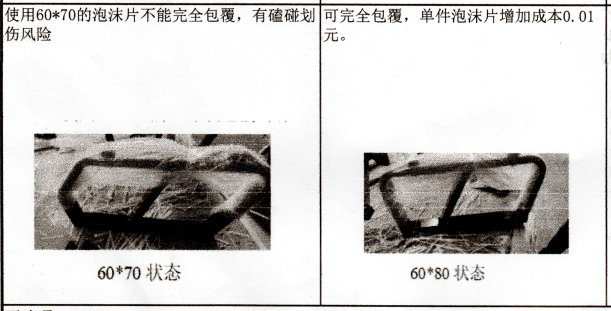 使用60*70的泡沫片不能完全包覆，有磕碰划
伤风险
可完全包覆，单件泡沫片增加成本0.01
元。
60*70 状态
60*80 状态